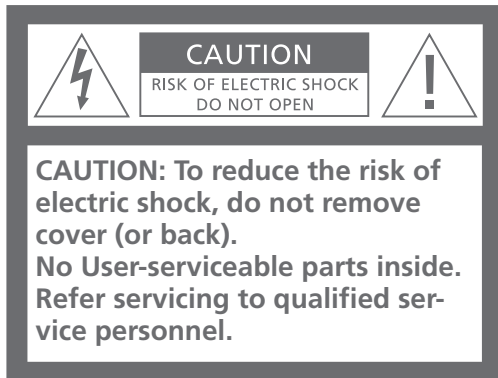 CAUTION
RISK OF ELECTRIC SHOCK
DO NOT OPEN
!
CAUTION: To reduce the risk of
electric shock, do not remove
cover (or back).
No User-serviceable parts inside.
Refer servicing to qualified ser-
vice personnel.